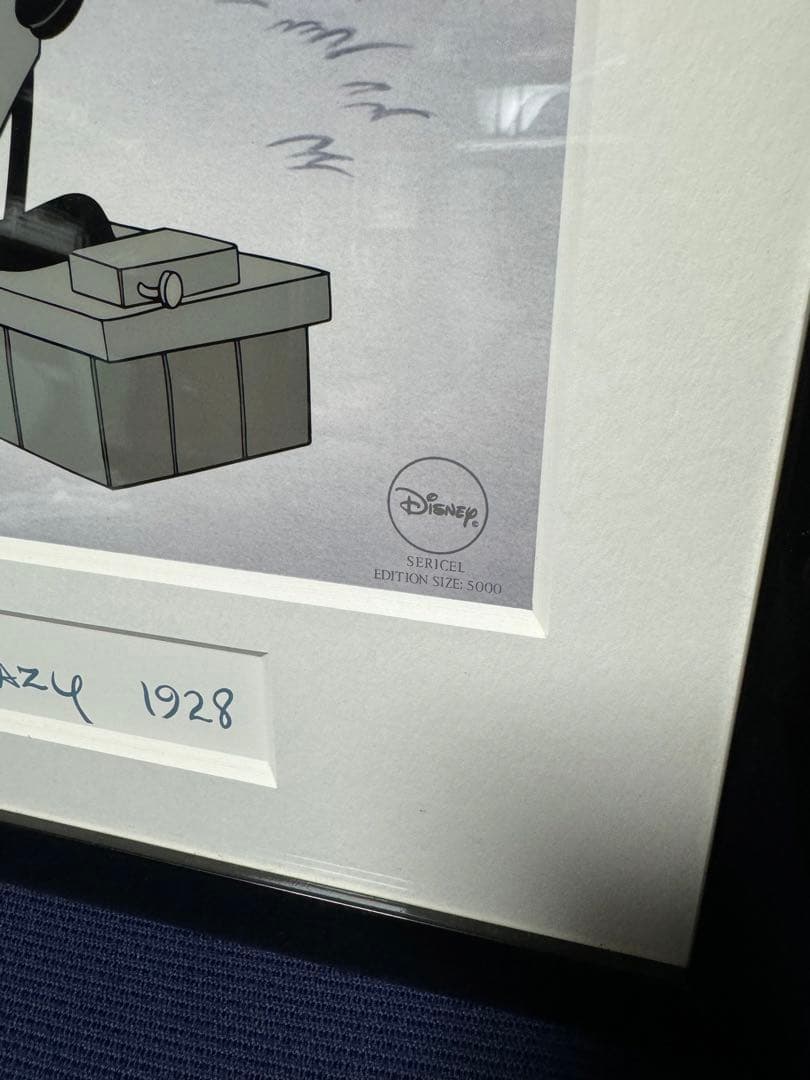 Disney
SERICEL
EDITION SIZE: 5000
AZY 1928